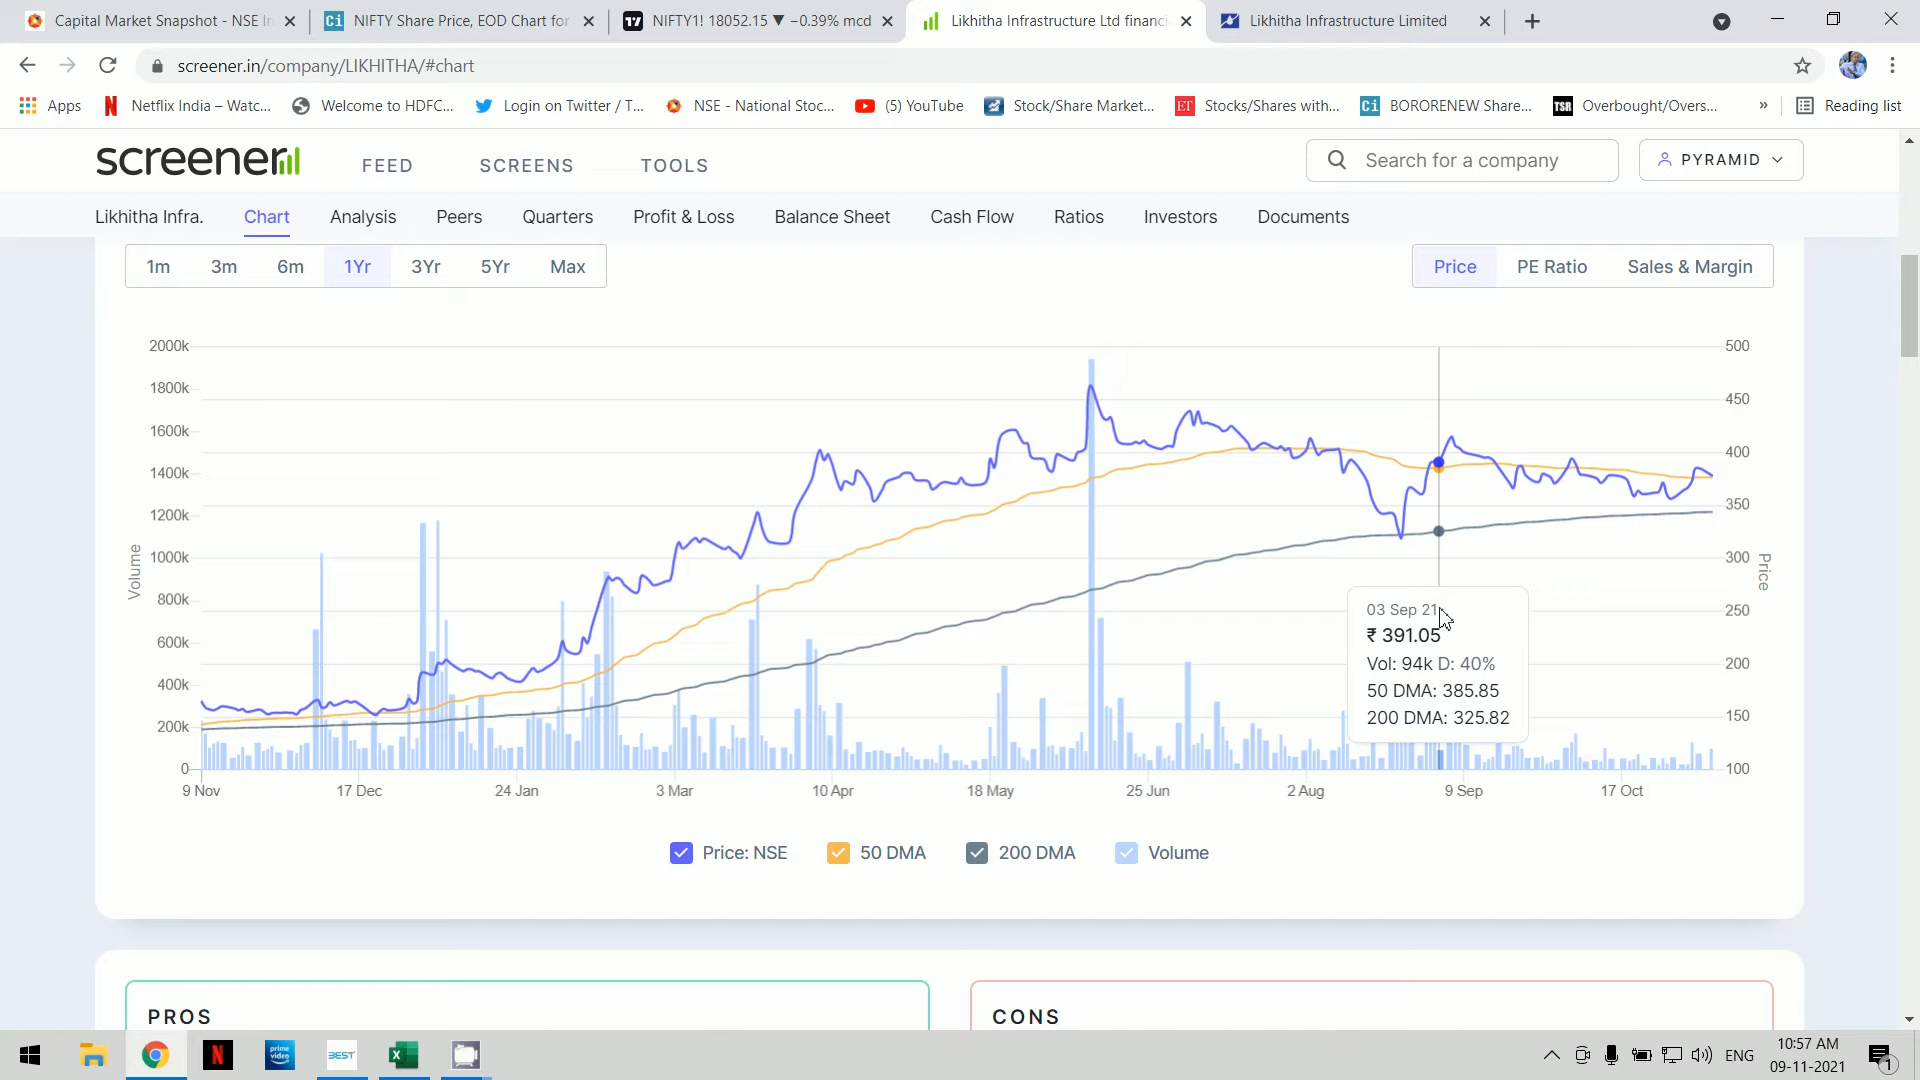 Capital Market Snapshot - NSE In
NIFTY Share Price, EOD Chart for
NIFTY1! 18052.15 ▼ −0.39% mcd
Likhitha Infrastructure Ltd financi
Likhitha Infrastructure Limited
screener.in/company/LIKHITHA/#chart
Apps
Netflix India – Watc...
Welcome to HDFC...
Login on Twitter / T...
NSE - National Stoc...
(5) YouTube
Stock/Share Market...
Stocks/Shares with...
BORORENEW Share...
Overbought/Overs...
»
Reading list
screener
FEED
SCREENS
TOOLS
Search for a company
PYRAMID
Likhitha Infra.
Chart
Analysis
Peers
Quarters
Profit & Loss
Balance Sheet
Cash Flow
Ratios
Investors
Documents
1m
3m
6m
1Yr
3Yr
5Yr
Max
Price
PE Ratio
Sales & Margin
2000k
1800k
1600k
1400k
1200k
1000k
800k
600k
400k
200k
0
Volume
500
450
400
350
300
250
200
150
100
Price
03 Sep 21
₹ 391.05
Vol: 94k D: 40%
50 DMA: 385.85
200 DMA: 325.82
9 Nov
17 Dec
24 Jan
3 Mar
10 Apr
18 May
25 Jun
2 Aug
9 Sep
17 Oct
Price: NSE
50 DMA
200 DMA
Volume
PROS
CONS
prime video
BEST
ENG
10:57 AM
09-11-2021
1